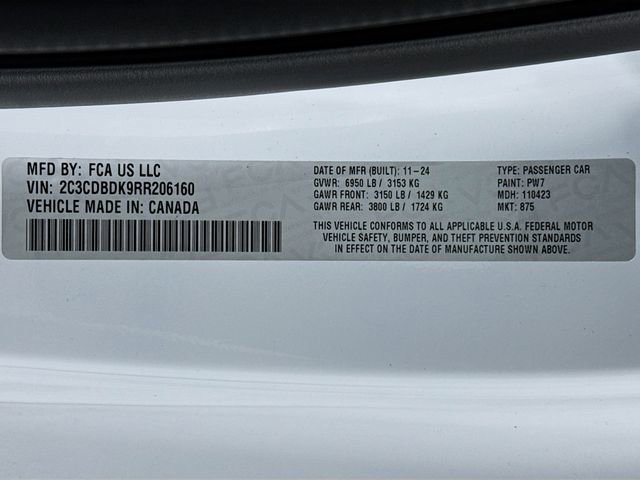 MFD BY: FCA US LLC
VIN: 2C3CDBDK9RR206160
VEHICLE MADE IN: CANADA
DATE OF MFR (BUILT): 11-24
GVWR: 6950 LB / 3153 KG
GAWR FRONT: 3150 LB / 1429 KG
GAWR REAR: 3800 LB / 1724 KG
TYPE: PASSENGER CAR
PAINT: PW7
MDH: 110423
MKT: 875
THIS VEHICLE CONFORMS TO ALL APPLICABLE U.S.A. FEDERAL MOTOR
VEHICLE SAFETY, BUMPER, AND THEFT PREVENTION STANDARDS
IN EFFECT ON THE DATE OF MANUFACTURE SHOWN ABOVE.